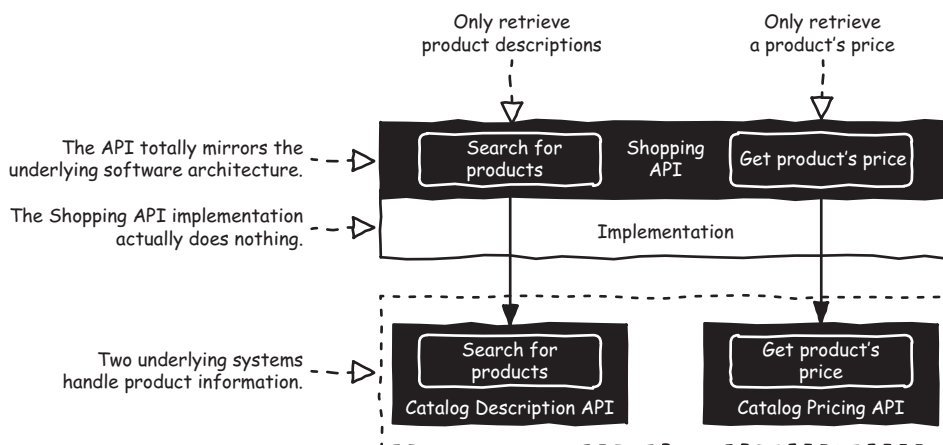 Only retrieve
product descriptions
Only retrieve
a product's price
The API totally mirrors the
underlying software architecture.
Search for
products
Shopping
API
Get product's price
The Shopping API implementation
actually does nothing.
Implementation
Two underlying systems
handle product information.
Search for
products
Catalog Description API
Get product's
price
Catalog Pricing API